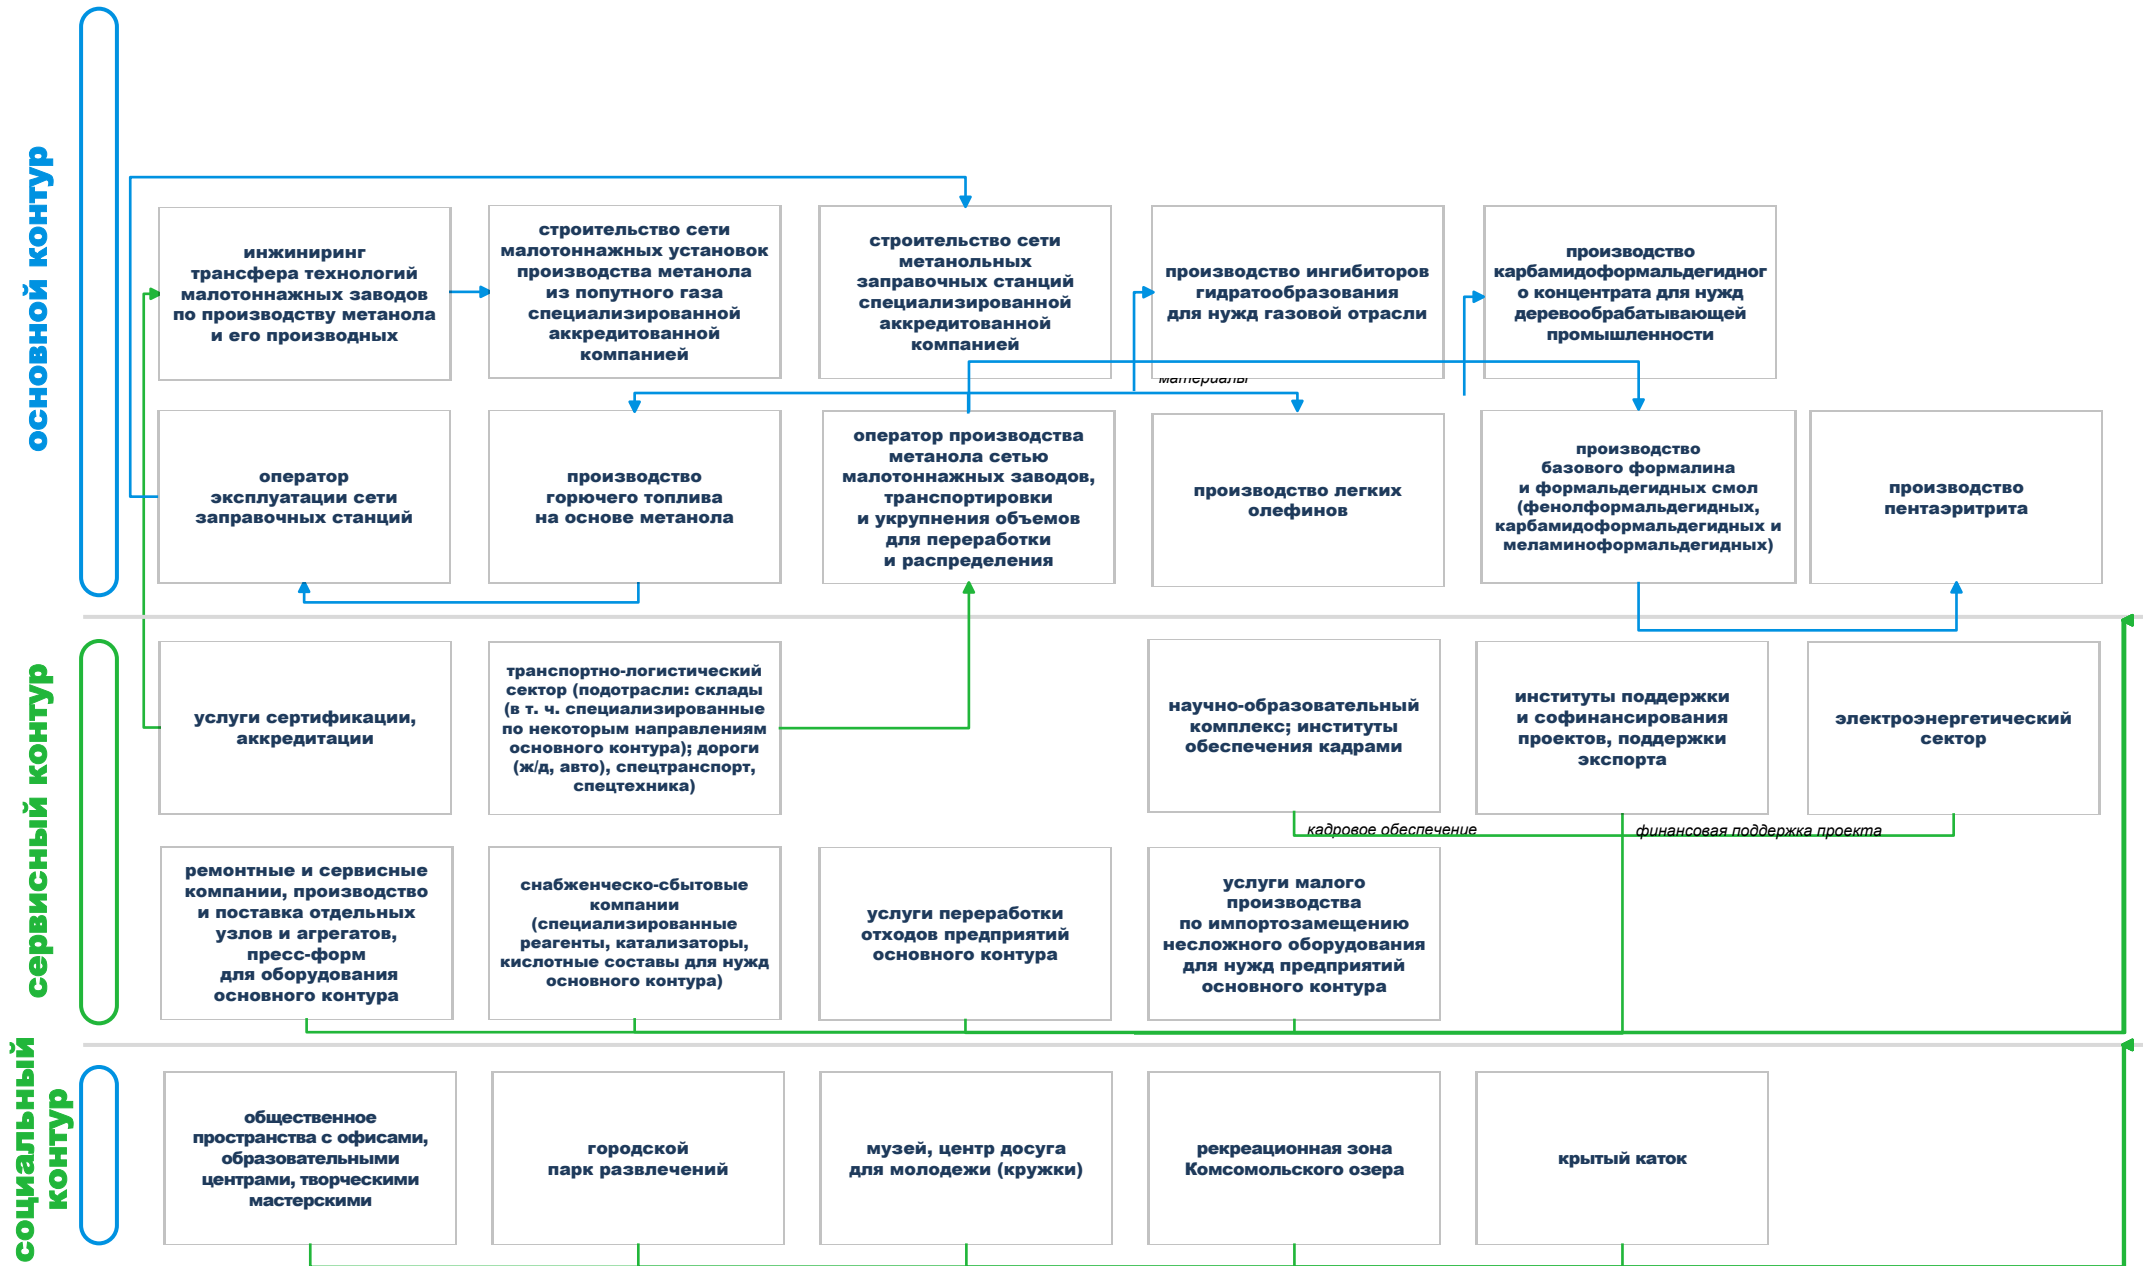 основной контур
инжиниринг
трансфера технологий
малотоннажных заводов
по производству метанола
и его производных
строительство сети
малотоннажных установок
производства метанола
из попутного газа
специализированной
аккредитованной
компанией
строительство сети
метанольных
заправочных станций
специализированной
аккредитованной
компанией
производство ингибиторов
гидратообразования
для нужд газовой отрасли
производство
карбамидоформальдегидног
о концентрата для нужд
деревообрабатывающей
промышленности
материалы
оператор
эксплуатации сети
заправочных станций
производство
горючего топлива
на основе метанола
оператор производства
метанола сетью
малотоннажных заводов,
транспортировки
и укрупнения объемов
для переработки
и распределения
производство легких
олефинов
производство
базового формалина
и формальдегидных смол
(фенолформальдегидных,
карбамидоформальдегидных и
меламиноформальдегидных)
производство
пентаэритрита
сервисный контур
услуги сертификации,
аккредитации
транспортно-логистический
сектор (подотрасли: склады
(в т. ч. специализированные
по некоторым направлениям
основного контура); дороги
(ж/д, авто), спецтранспорт,
спецтехника)
научно-образовательный
комплекс; институты
обеспечения кадрами
институты поддержки
и софинансирования
проектов, поддержки
экспорта
электроэнергетический
сектор
кадровое обеспечение
финансовая поддержка проекта
ремонтные и сервисные
компании, производство
и поставка отдельных
узлов и агрегатов,
пресс-форм
для оборудования
основного контура
снабженческо-сбытовые
компании
(специализированные
реагенты, катализаторы,
кислотные составы для нужд
основного контура)
услуги переработки
отходов предприятий
основного контура
услуги малого
производства
по импортозамещению
несложного оборудования
для нужд предприятий
основного контура
социальный
контур
общественное
пространства с офисами,
образовательными
центрами, творческими
мастерскими
городской
парк развлечений
музей, центр досуга
для молодежи (кружки)
рекреационная зона
Комсомольского озера
крытый каток